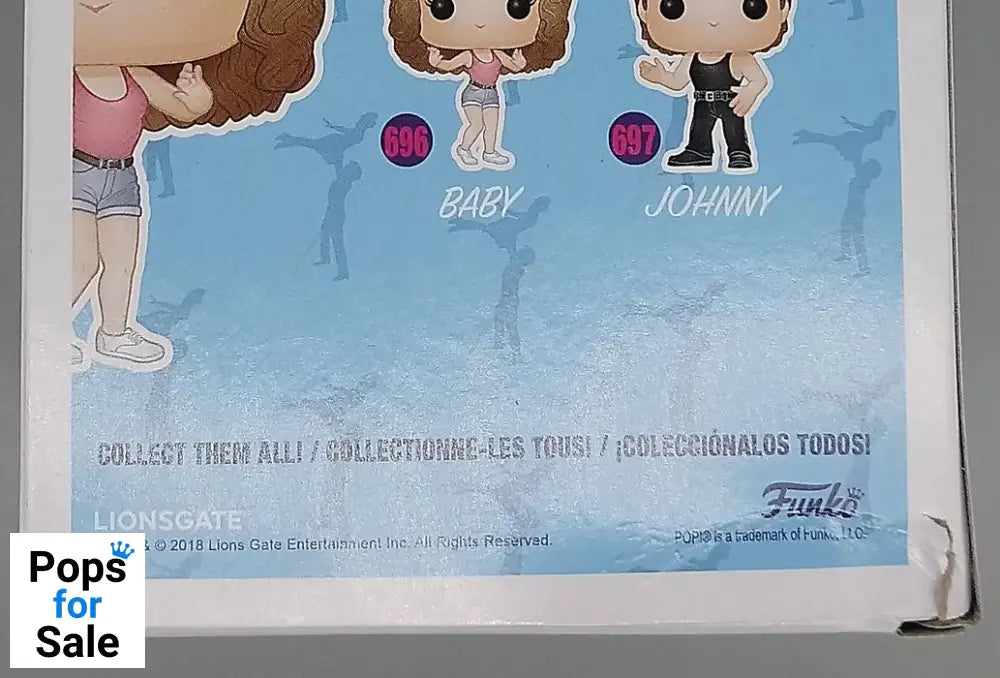 696
697
BABY
JOHNNY
COLLECT THEM ALL! / COLLECTIONNE-LES TOUS! / ¡COLECCIÓNALOS TODOS!
Funko
LIONSGATE
& © 2018 Lions Gate Entertainment Inc. All Rights Reserved.
POP!® is a trademark of Funko, LLC
Pops
for
Sale